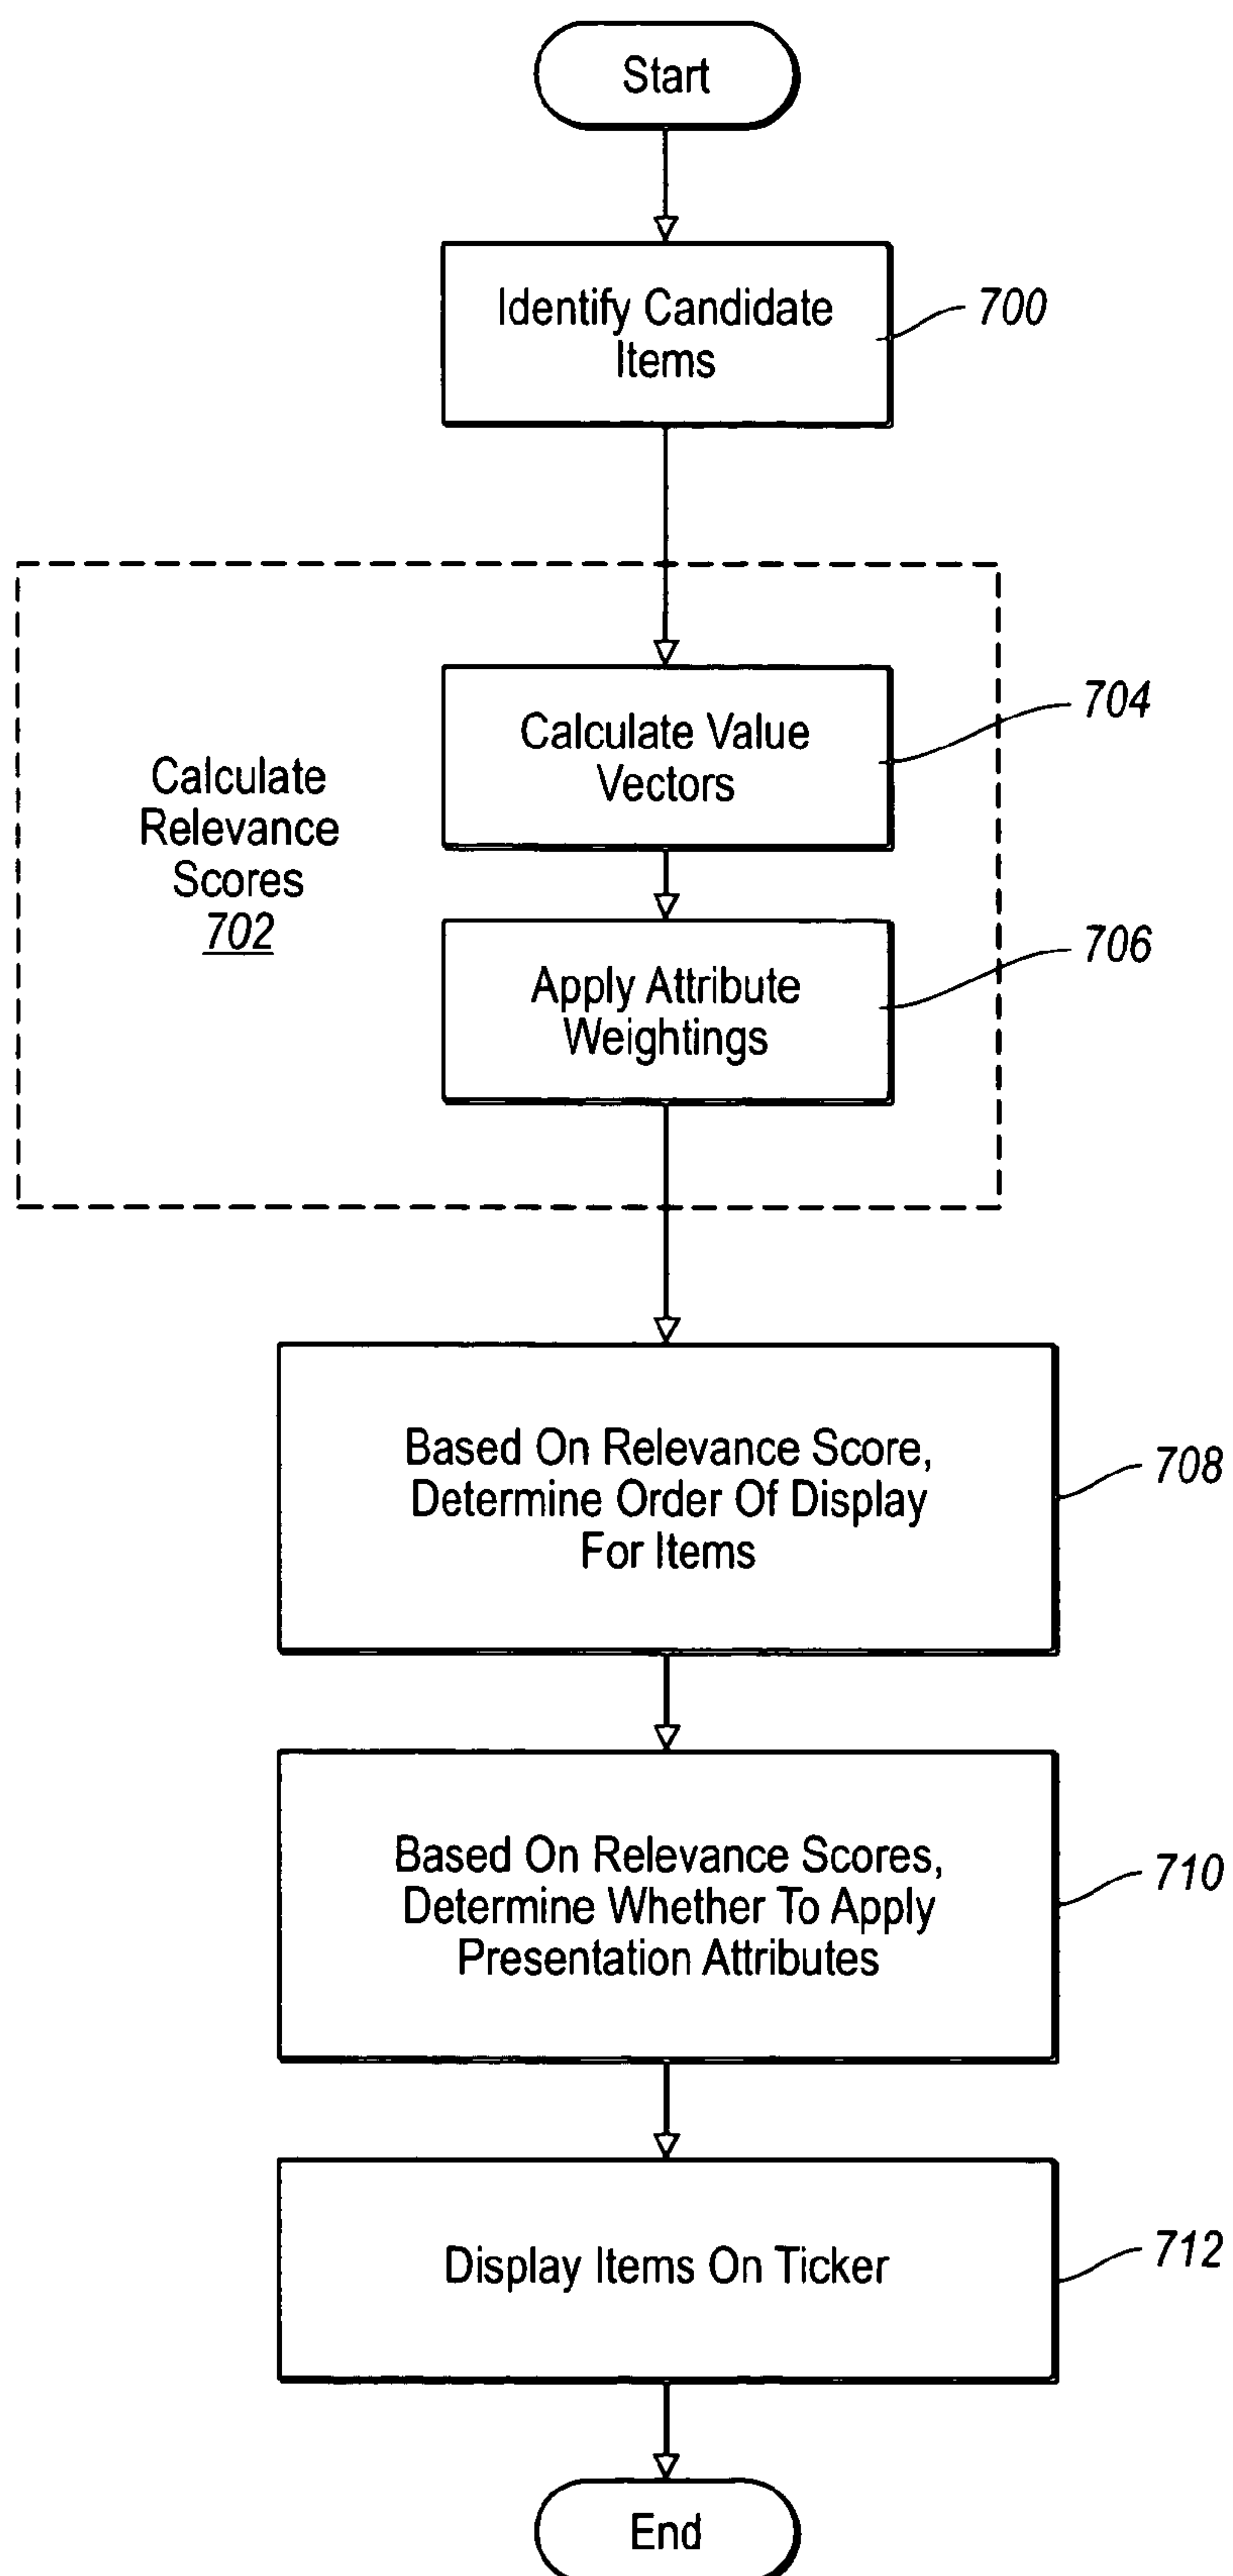 Start
Identify Candidate
Items
700
Calculate Value
Vectors
704
Calculate
Relevance
Scores
702
Apply Attribute
Weightings
706
Based On Relevance Score,
Determine Order Of Display
For Items
708
Based On Relevance Scores,
Determine Whether To Apply
Presentation Attributes
710
Display Items On Ticker
712
End